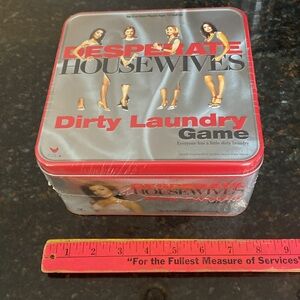 DESPERATE
HOUSEWIVES
Dirty Laundry
Game
Everyone has a little dirty laundry
HOUSEWIVES
1 2 3 4 5 6 7 8 9
"For the Fullest Measure of Services"